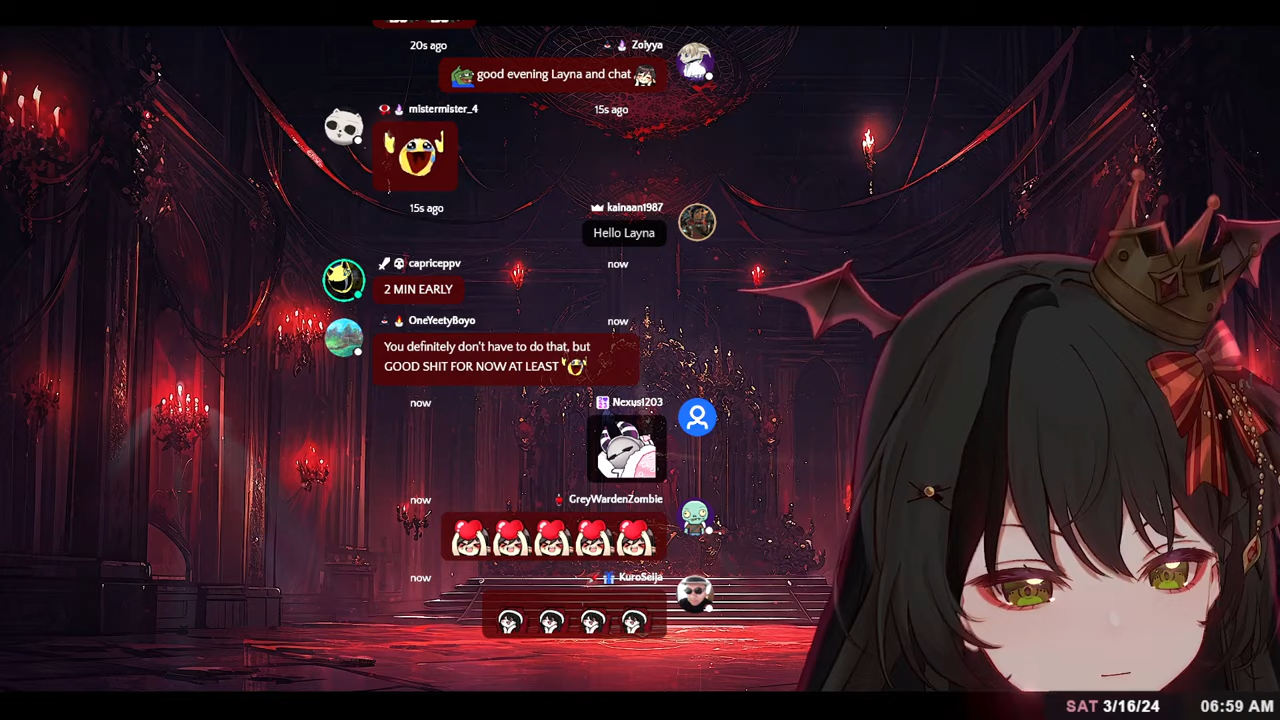 20s ago
Zolyya
good evening Layna and chat
15s ago
mistermister_4
15s ago
kainaan1987
Hello Layna
now
capriceppv
2 MIN EARLY
now
OneYeetyBoyo
You definitely don't have to do that, but
GOOD SHIT FOR NOW AT LEAST
now
Nexus1203
now
GreyWardenZombie
now
KuroSeija
SAT 3/16/24 06:59 AM